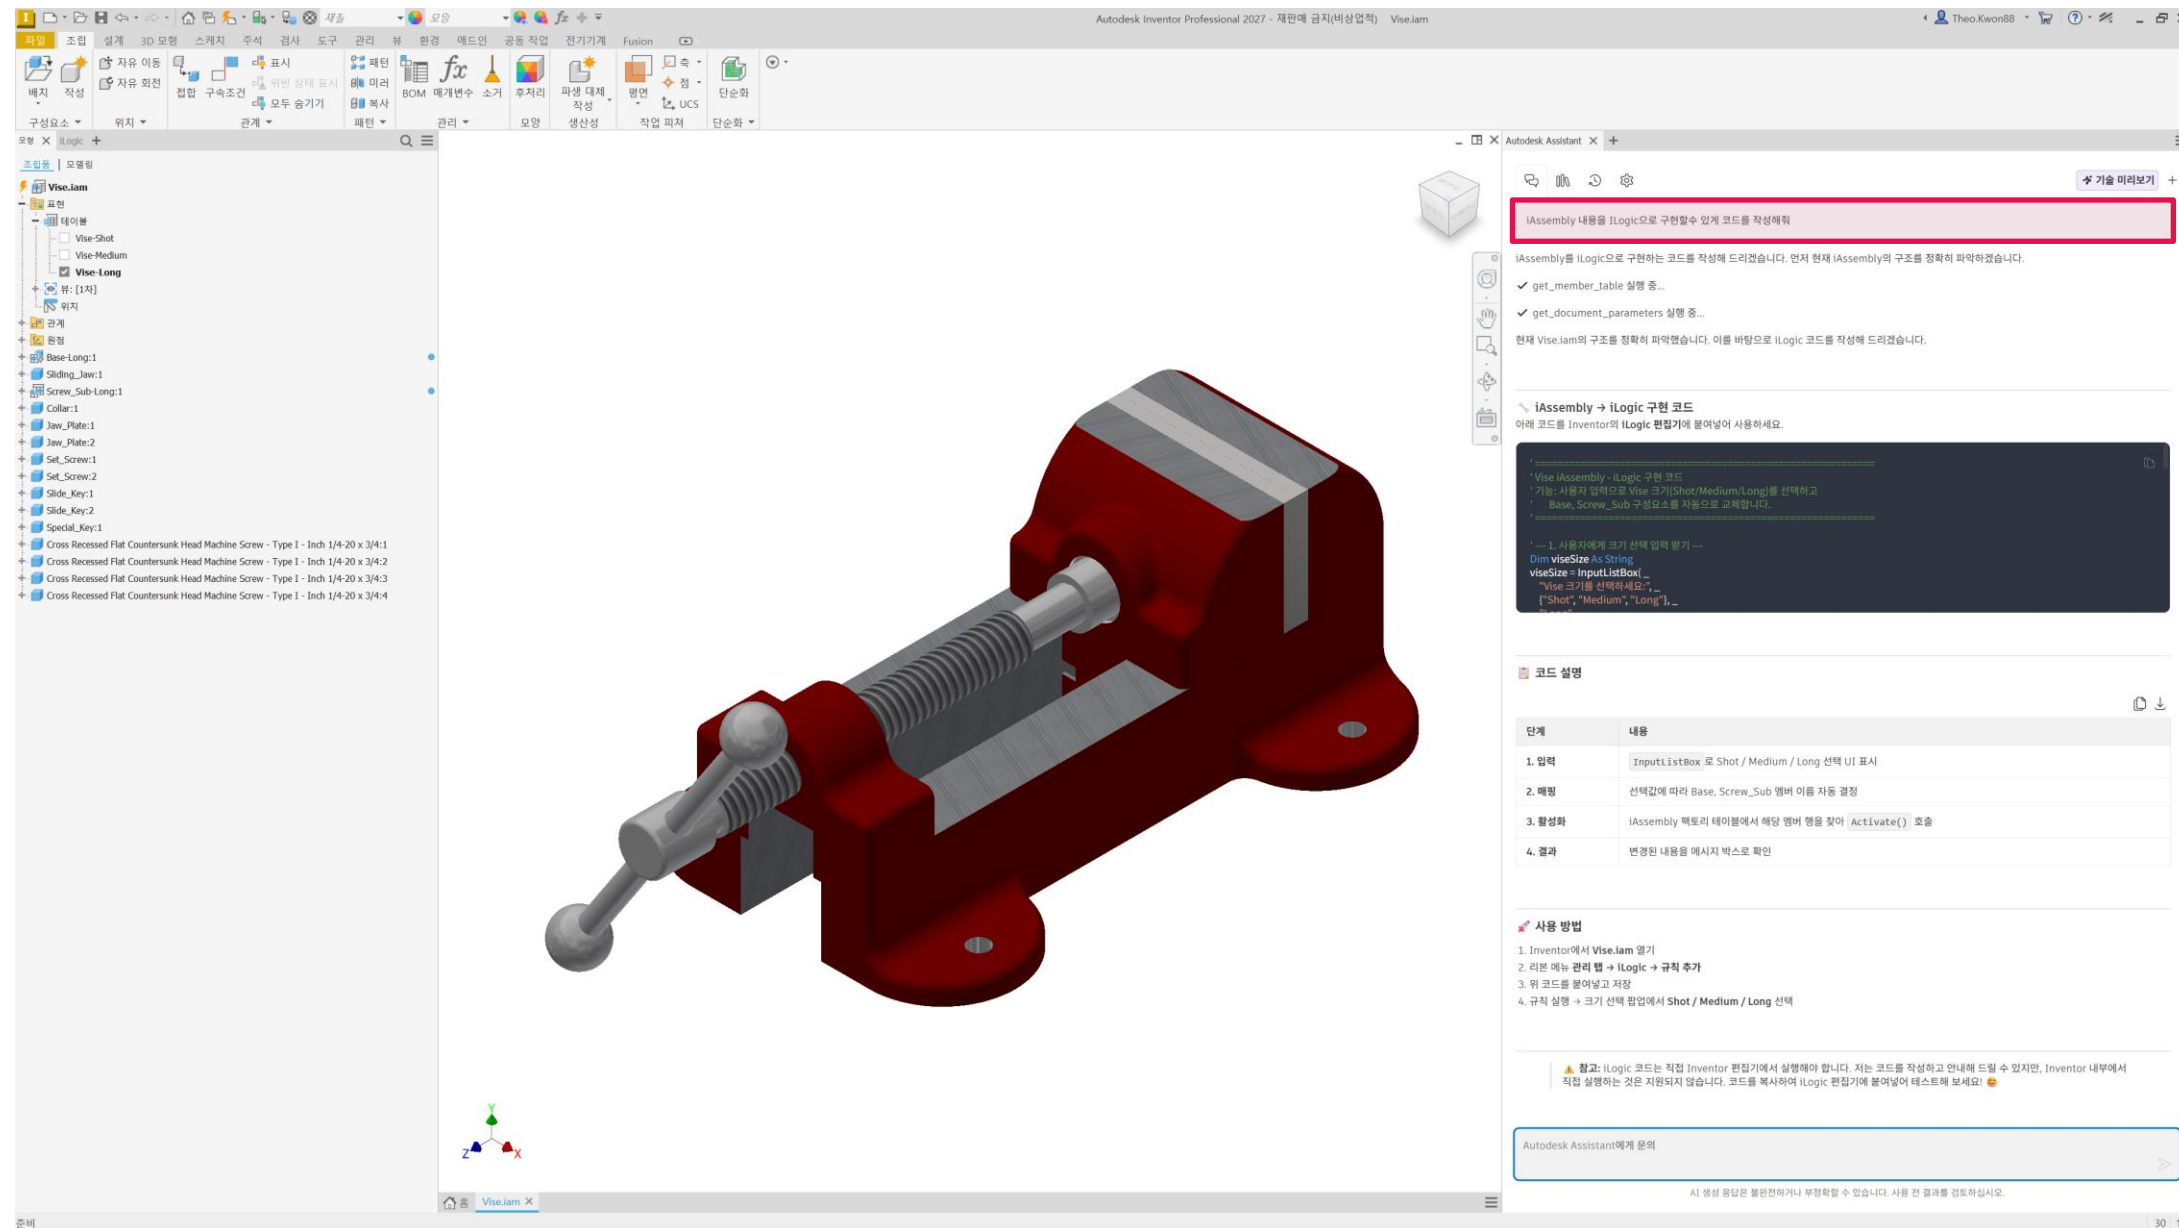 재질
모양
Autodesk Inventor Professional 2027 - 재판매 금지(비상업적) Vise.iam
Theo.Kwon88
파일 조립 설계 3D 모형 스케치 주석 검사 도구 관리 뷰 환경 애드인 공동 작업 전기기계 Fusion
배치
작성
자유 이동
자유 회전
접합
구속조건
표시
위반 상태 표시
모두 숨기기
패턴
미러
복사
BOM
매개변수
소거
후처리
파생 대체 작성
평면
축
점
UCS
단순화
구성요소 위치 관계 패턴 관리 모양 생산성 작업 피쳐 단순화
모형 iLogic
조립품 | 모델링
Vise.iam
표현
테이블
Vise-Shot
Vise-Medium
Vise-Long
뷰: [1차]
위치
관계
원점
Base-Long:1
Sliding_Jaw:1
Screw_Sub-Long:1
Collar:1
Jaw_Plate:1
Jaw_Plate:2
Set_Screw:1
Set_Screw:2
Slide_Key:1
Slide_Key:2
Special_Key:1
Cross Recessed Flat Countersunk Head Machine Screw - Type I - Inch 1/4-20 x 3/4:1
Cross Recessed Flat Countersunk Head Machine Screw - Type I - Inch 1/4-20 x 3/4:2
Cross Recessed Flat Countersunk Head Machine Screw - Type I - Inch 1/4-20 x 3/4:3
Cross Recessed Flat Countersunk Head Machine Screw - Type I - Inch 1/4-20 x 3/4:4
Y
Z
X
홈 Vise.iam
준비
30
Autodesk Assistant
기술 미리보기
iAssembly 내용을 ILogic으로 구현할수 있게 코드를 작성해줘
iAssembly를 iLogic으로 구현하는 코드를 작성해 드리겠습니다. 먼저 현재 iAssembly의 구조를 정확히 파악하겠습니다.
get_member_table 실행 중...
get_document_parameters 실행 중...
현재 Vise.iam의 구조를 정확히 파악했습니다. 이를 바탕으로 iLogic 코드를 작성해 드리겠습니다.
iAssembly → iLogic 구현 코드
아래 코드를 Inventor의 iLogic 편집기에 붙여넣어 사용하세요.
' Vise iAssembly - iLogic 구현 코드
' 기능: 사용자 입력으로 Vise 크기(Shot/Medium/Long)를 선택하고
' Base, Screw_Sub 구성요소를 자동으로 교체합니다.
' --- 1. 사용자에게 크기 선택 입력 받기 ---
Dim viseSize As String
viseSize = InputListBox( _
"Vise 크기를 선택하세요:", _
{"Shot", "Medium", "Long"}, _
"Long"
코드 설명
단계 내용
1. 입력 InputListBox 로 Shot / Medium / Long 선택 UI 표시
2. 매핑 선택값에 따라 Base, Screw_Sub 멤버 이름 자동 결정
3. 활성화 iAssembly 팩토리 테이블에서 해당 멤버 행을 찾아 Activate() 호출
4. 결과 변경된 내용을 메시지 박스로 확인
사용 방법
1. Inventor에서 Vise.iam 열기
2. 리본 메뉴 관리 탭 → iLogic → 규칙 추가
3. 위 코드를 붙여넣고 저장
4. 규칙 실행 → 크기 선택 팝업에서 Shot / Medium / Long 선택
참고: iLogic 코드는 직접 Inventor 편집기에서 실행해야 합니다. 저는 코드를 작성하고 안내해 드릴 수 있지만, Inventor 내부에서
직접 실행하는 것은 지원되지 않습니다. 코드를 복사하여 iLogic 편집기에 붙여넣어 테스트해 보세요!
Autodesk Assistant에게 문의
AI 생성 응답은 불완전하거나 부정확할 수 있습니다. 사용 전 결과를 검토하십시오.